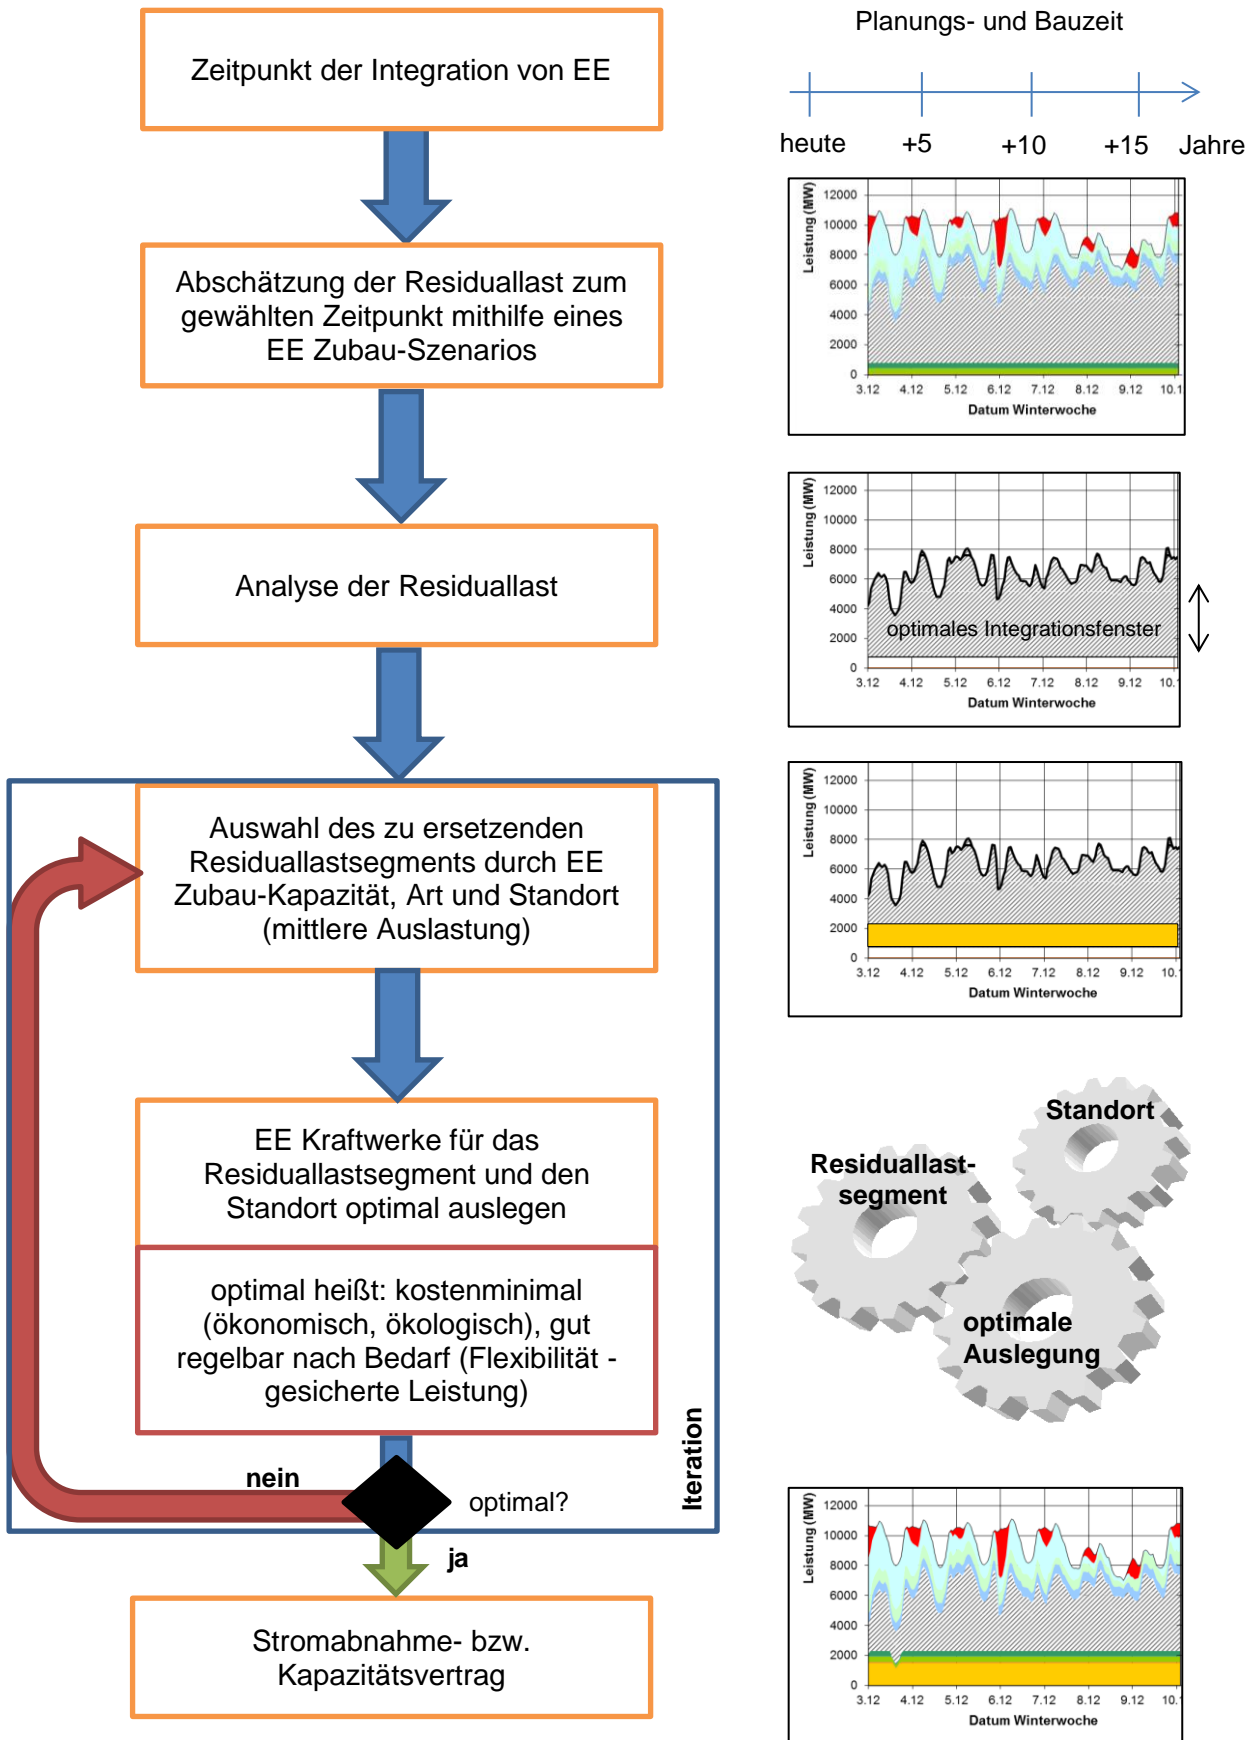 Zeitpunkt der Integration von EE
Planungs- und Bauzeit
heute +5 +10 +15 Jahre
Abschätzung der Residuallast zum
gewählten Zeitpunkt mithilfe eines
EE Zubau-Szenarios
Leistung (MW)
12000
10000
8000
6000
4000
2000
0
3.12 4.12 5.12 6.12 7.12 8.12 9.12 10.1
Datum Winterwoche
Analyse der Residuallast
Leistung (MW)
12000
10000
8000
6000
4000
2000
0
optimales Integrationsfenster
3.12 4.12 5.12 6.12 7.12 8.12 9.12 10.
Datum Winterwoche
Auswahl des zu ersetzenden
Residuallastsegments durch EE
Zubau-Kapazität, Art und Standort
(mittlere Auslastung)
Leistung (MW)
12000
10000
8000
6000
4000
2000
0
3.12 4.12 5.12 6.12 7.12 8.12 9.12 10.
Datum Winterwoche
EE Kraftwerke für das
Residuallastsegment und den
Standort optimal auslegen
optimal heißt: kostenminimal
(ökonomisch, ökologisch), gut
regelbar nach Bedarf (Flexibilität -
gesicherte Leistung)
Standort
Residuallast-
segment
optimale
Auslegung
Iteration
nein
optimal?
ja
Stromabnahme- bzw.
Kapazitätsvertrag
Leistung (MW)
12000
10000
8000
6000
4000
2000
0
3.12 4.12 5.12 6.12 7.12 8.12 9.12 10.
Datum Winterwoche